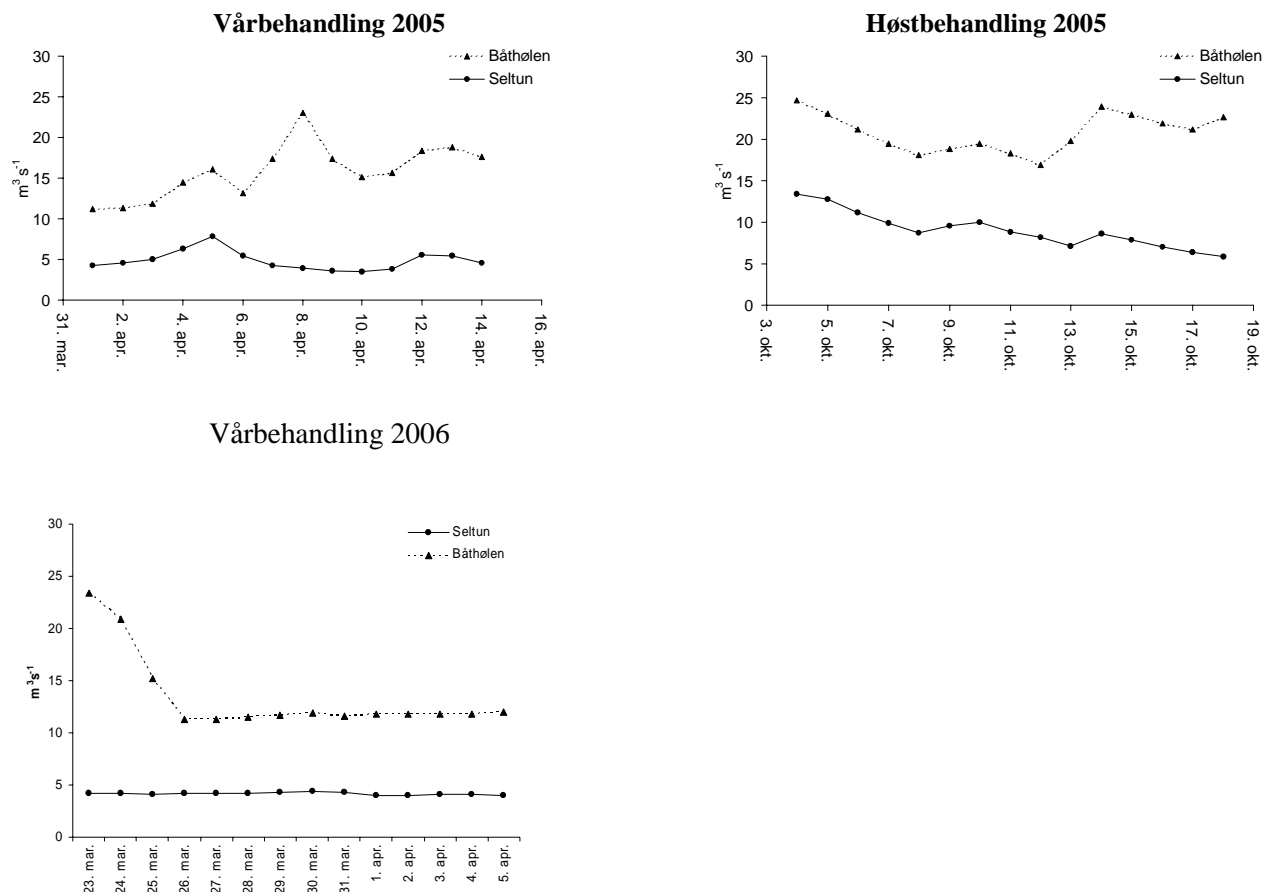 Vårbehandling 2005
Båthølen
Seltun
30
25
20
15
10
5
0
m³ s⁻¹
31. mar.
2. apr.
4. apr.
6. apr.
8. apr.
10. apr.
12. apr.
14. apr.
16. apr.
Høstbehandling 2005
Båthølen
Seltun
30
25
20
15
10
5
0
m³ s⁻¹
3. okt.
5. okt.
7. okt.
9. okt.
11. okt.
13. okt.
15. okt.
17. okt.
19. okt.
Vårbehandling 2006
Seltun
Båthølen
30
25
20
15
10
5
0
m³s⁻¹
23. mar.
24. mar.
25. mar.
26. mar.
27. mar.
28. mar.
29. mar.
30. mar.
31. mar.
1. apr.
2. apr.
3. apr.
4. apr.
5. apr.